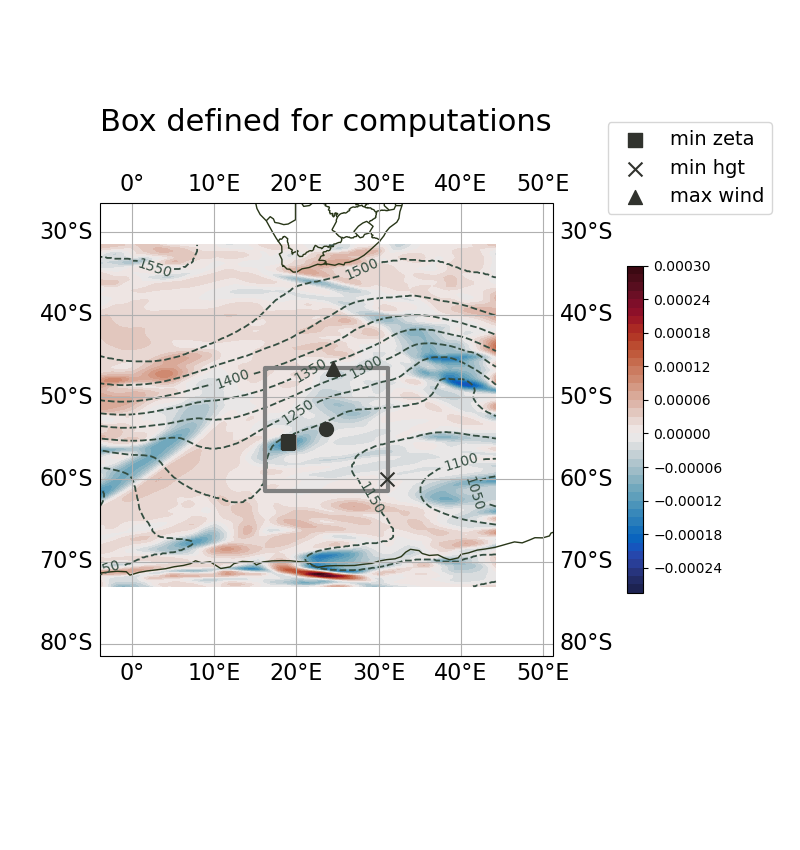 Box defined for computations
min zeta
min hgt
max wind
0° 10°E 20°E 30°E 40°E 50°E
30°S 30°S
40°S 40°S
50°S 50°S
60°S 60°S
70°S 70°S
80°S 80°S
0° 10°E 20°E 30°E 40°E 50°E
1550
1500
1400
1350
1300
1250
1100
1050
1150
50
0.00030
0.00024
0.00018
0.00012
0.00006
0.00000
−0.00006
−0.00012
−0.00018
−0.00024